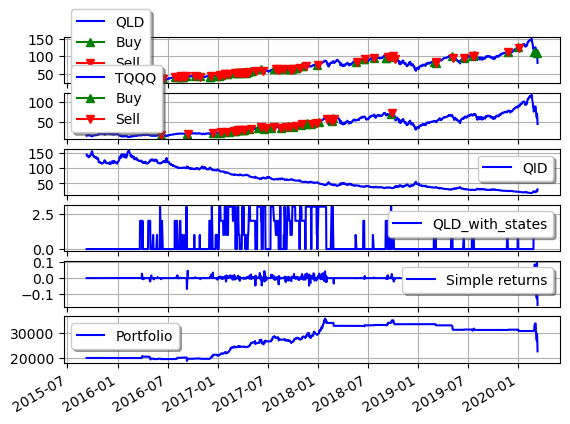 QLD
Buy
Sell
150
100
50
TQQQ
Buy
Sell
100
50
150
100
50
QID
2.5
0.0
QLD_with_states
0.1
0.0
−0.1
Simple returns
30000
20000
Portfolio
2015-07
2016-01
2016-07
2017-01
2017-07
2018-01
2018-07
2019-01
2019-07
2020-01